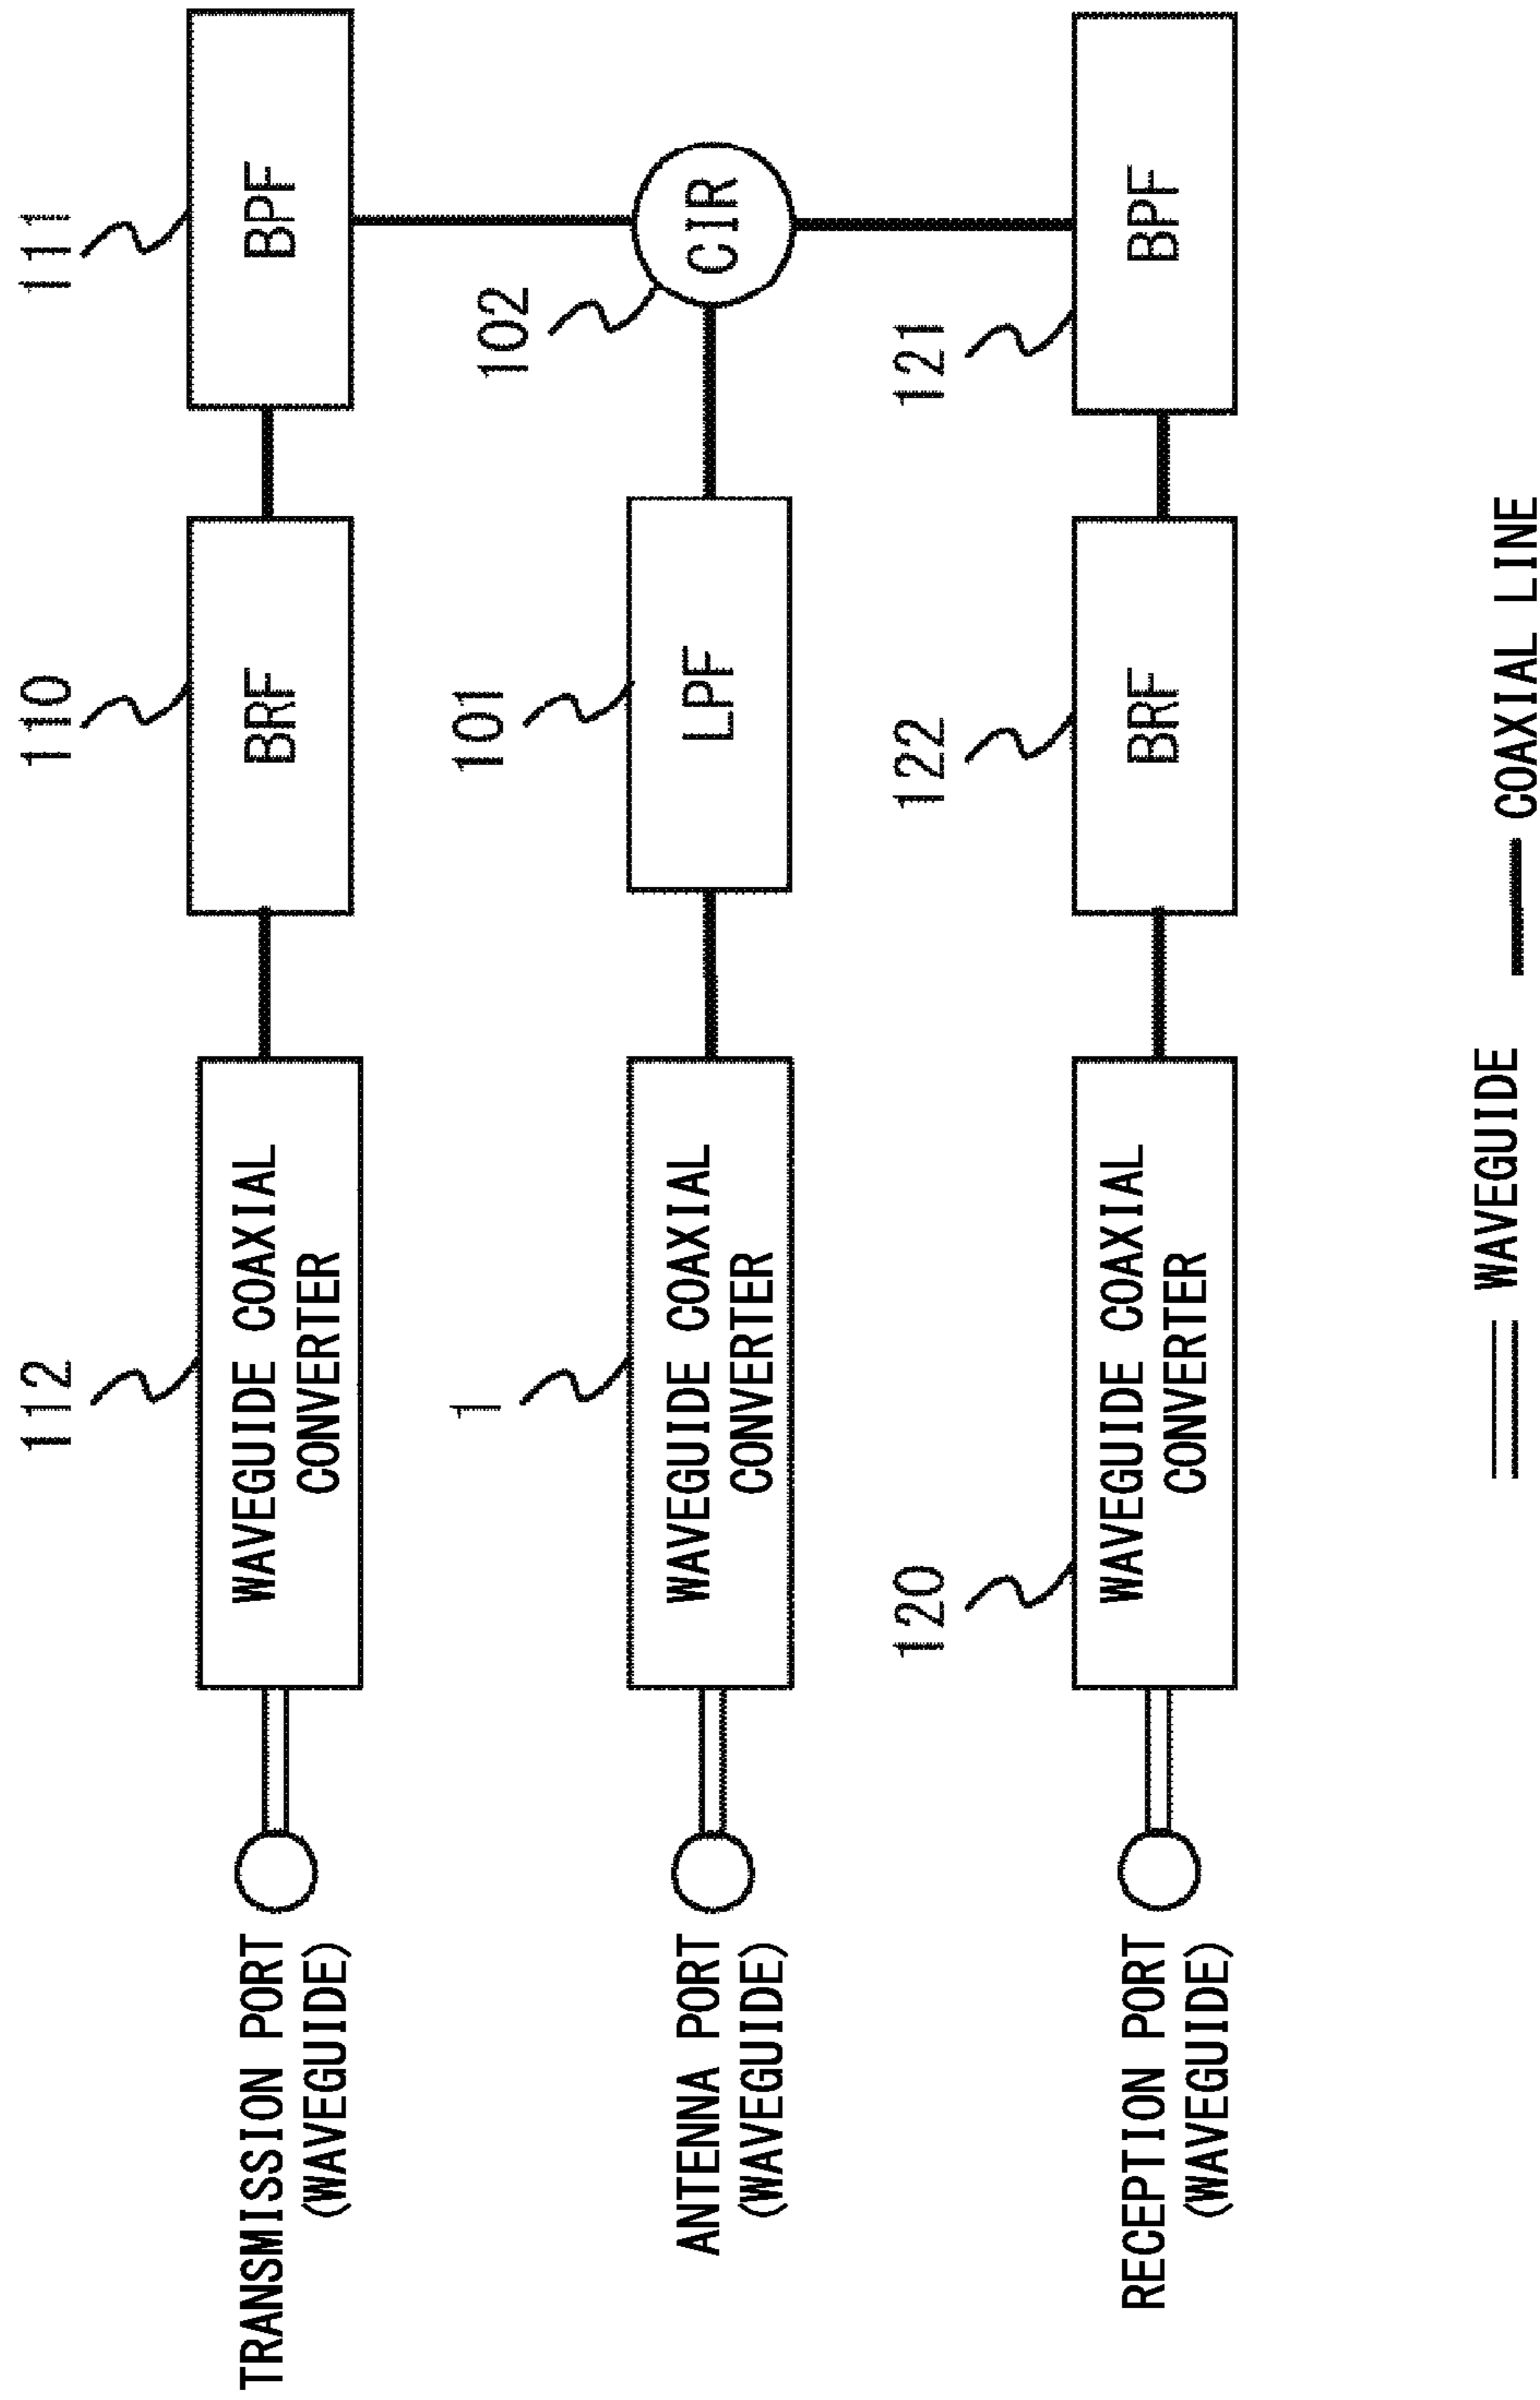 TRANSMISSION PORT
(WAVEGUIDE)
112
WAVEGUIDE COAXIAL
CONVERTER
110
BRF
111
BPF
ANTENNA PORT
(WAVEGUIDE)
1
WAVEGUIDE COAXIAL
CONVERTER
101
LPF
102
CIR
RECEPTION PORT
(WAVEGUIDE)
120
WAVEGUIDE COAXIAL
CONVERTER
122
BRF
121
BPF
WAVEGUIDE
COAXIAL LINE